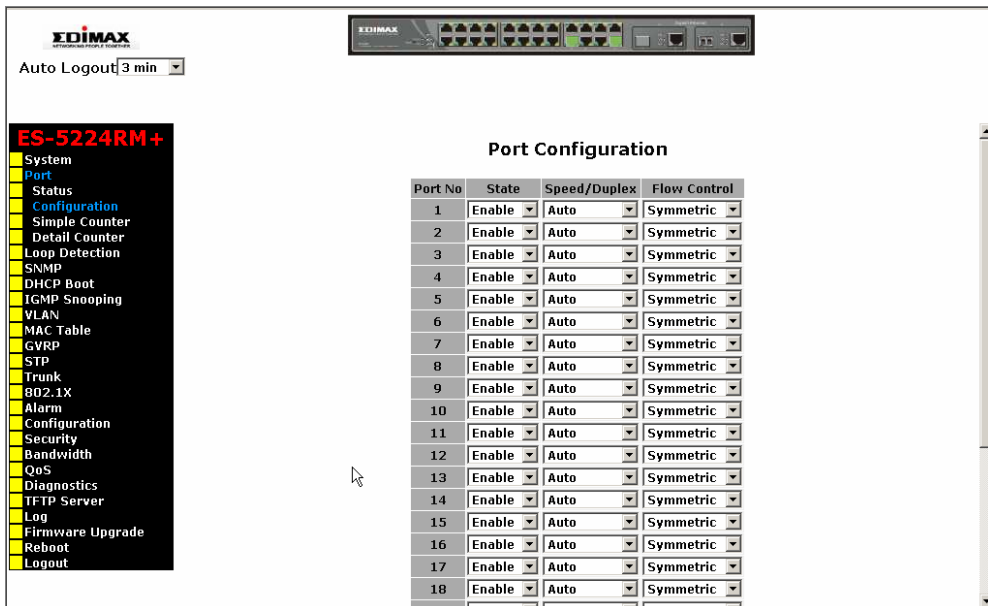 EDIMAX
NETWORKING PEOPLE TOGETHER
EDIMAX
Auto Logout 3 min
ES-5224RM+
System
Port
Status
Configuration
Simple Counter
Detail Counter
Loop Detection
SNMP
DHCP Boot
IGMP Snooping
VLAN
MAC Table
GVRP
STP
Trunk
802.1X
Alarm
Configuration
Security
Bandwidth
QoS
Diagnostics
TFTP Server
Log
Firmware Upgrade
Reboot
Logout
Port Configuration
Port No State Speed/Duplex Flow Control
1 Enable Auto Symmetric
2 Enable Auto Symmetric
3 Enable Auto Symmetric
4 Enable Auto Symmetric
5 Enable Auto Symmetric
6 Enable Auto Symmetric
7 Enable Auto Symmetric
8 Enable Auto Symmetric
9 Enable Auto Symmetric
10 Enable Auto Symmetric
11 Enable Auto Symmetric
12 Enable Auto Symmetric
13 Enable Auto Symmetric
14 Enable Auto Symmetric
15 Enable Auto Symmetric
16 Enable Auto Symmetric
17 Enable Auto Symmetric
18 Enable Auto Symmetric